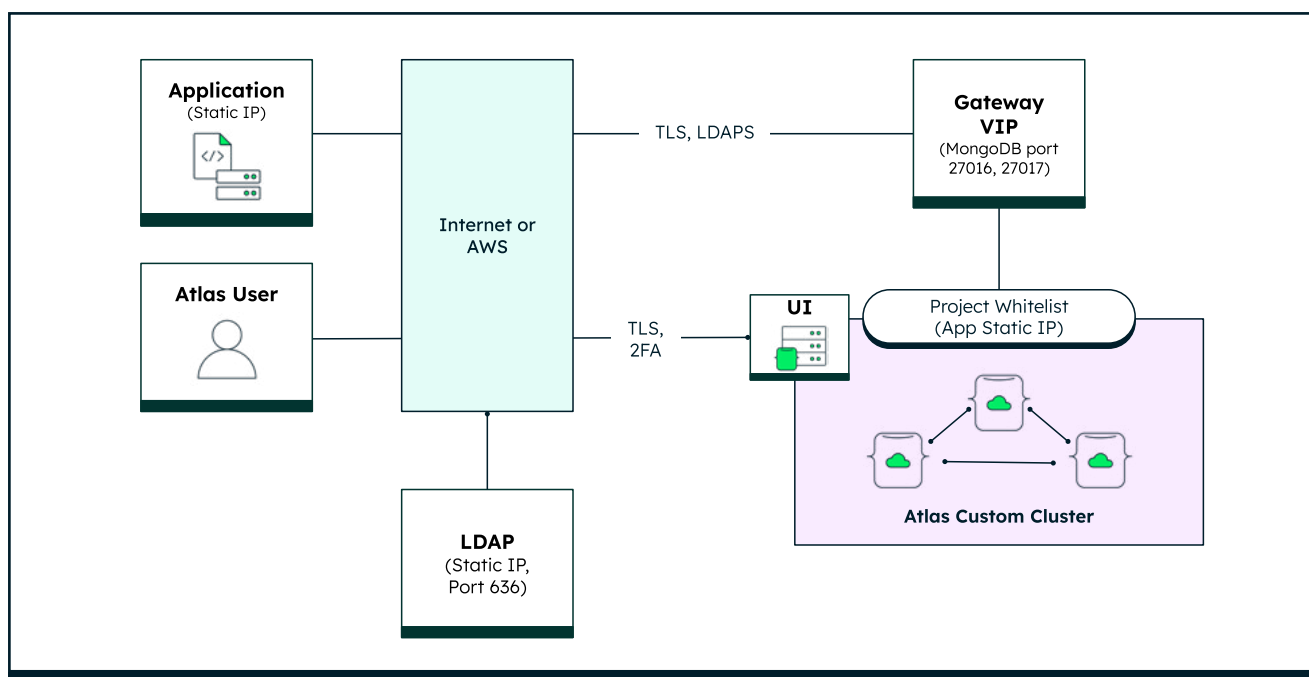 Application
(Static IP)
</>
Internet or
AWS
TLS, LDAPS
Gateway
VIP
(MongoDB port
27016, 27017)
Atlas User
TLS,
2FA
UI
Project Whitelist
(App Static IP)
Atlas Custom Cluster
LDAP
(Static IP,
Port 636)